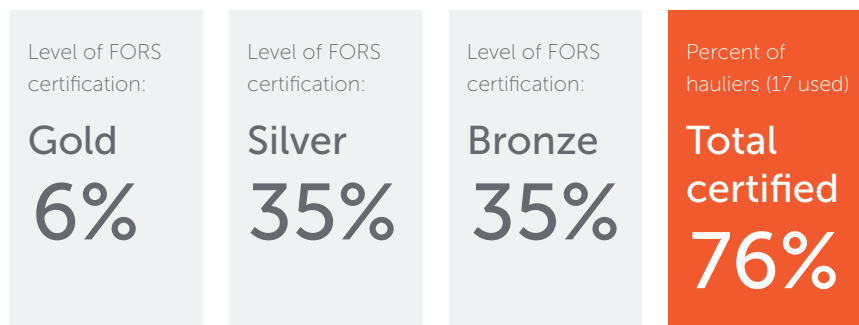 Level of FORS
certification:
Gold
6%
Level of FORS
certification:
Silver
35%
Level of FORS
certification:
Bronze
35%
Percent of
hauliers (17 used)
Total
certified
76%